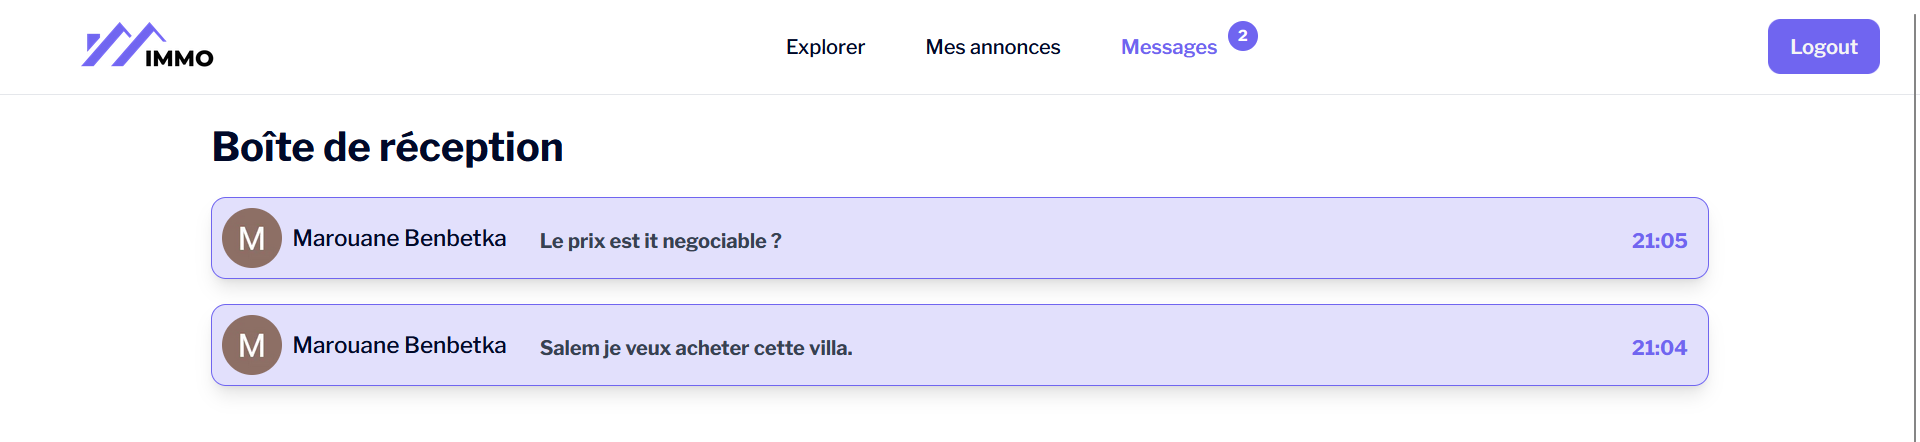 IMMO
Explorer
Mes annonces
Messages
2
Logout
Boîte de réception
M
Marouane Benbetka
Le prix est it negociable ?
21:05
M
Marouane Benbetka
Salem je veux acheter cette villa.
21:04